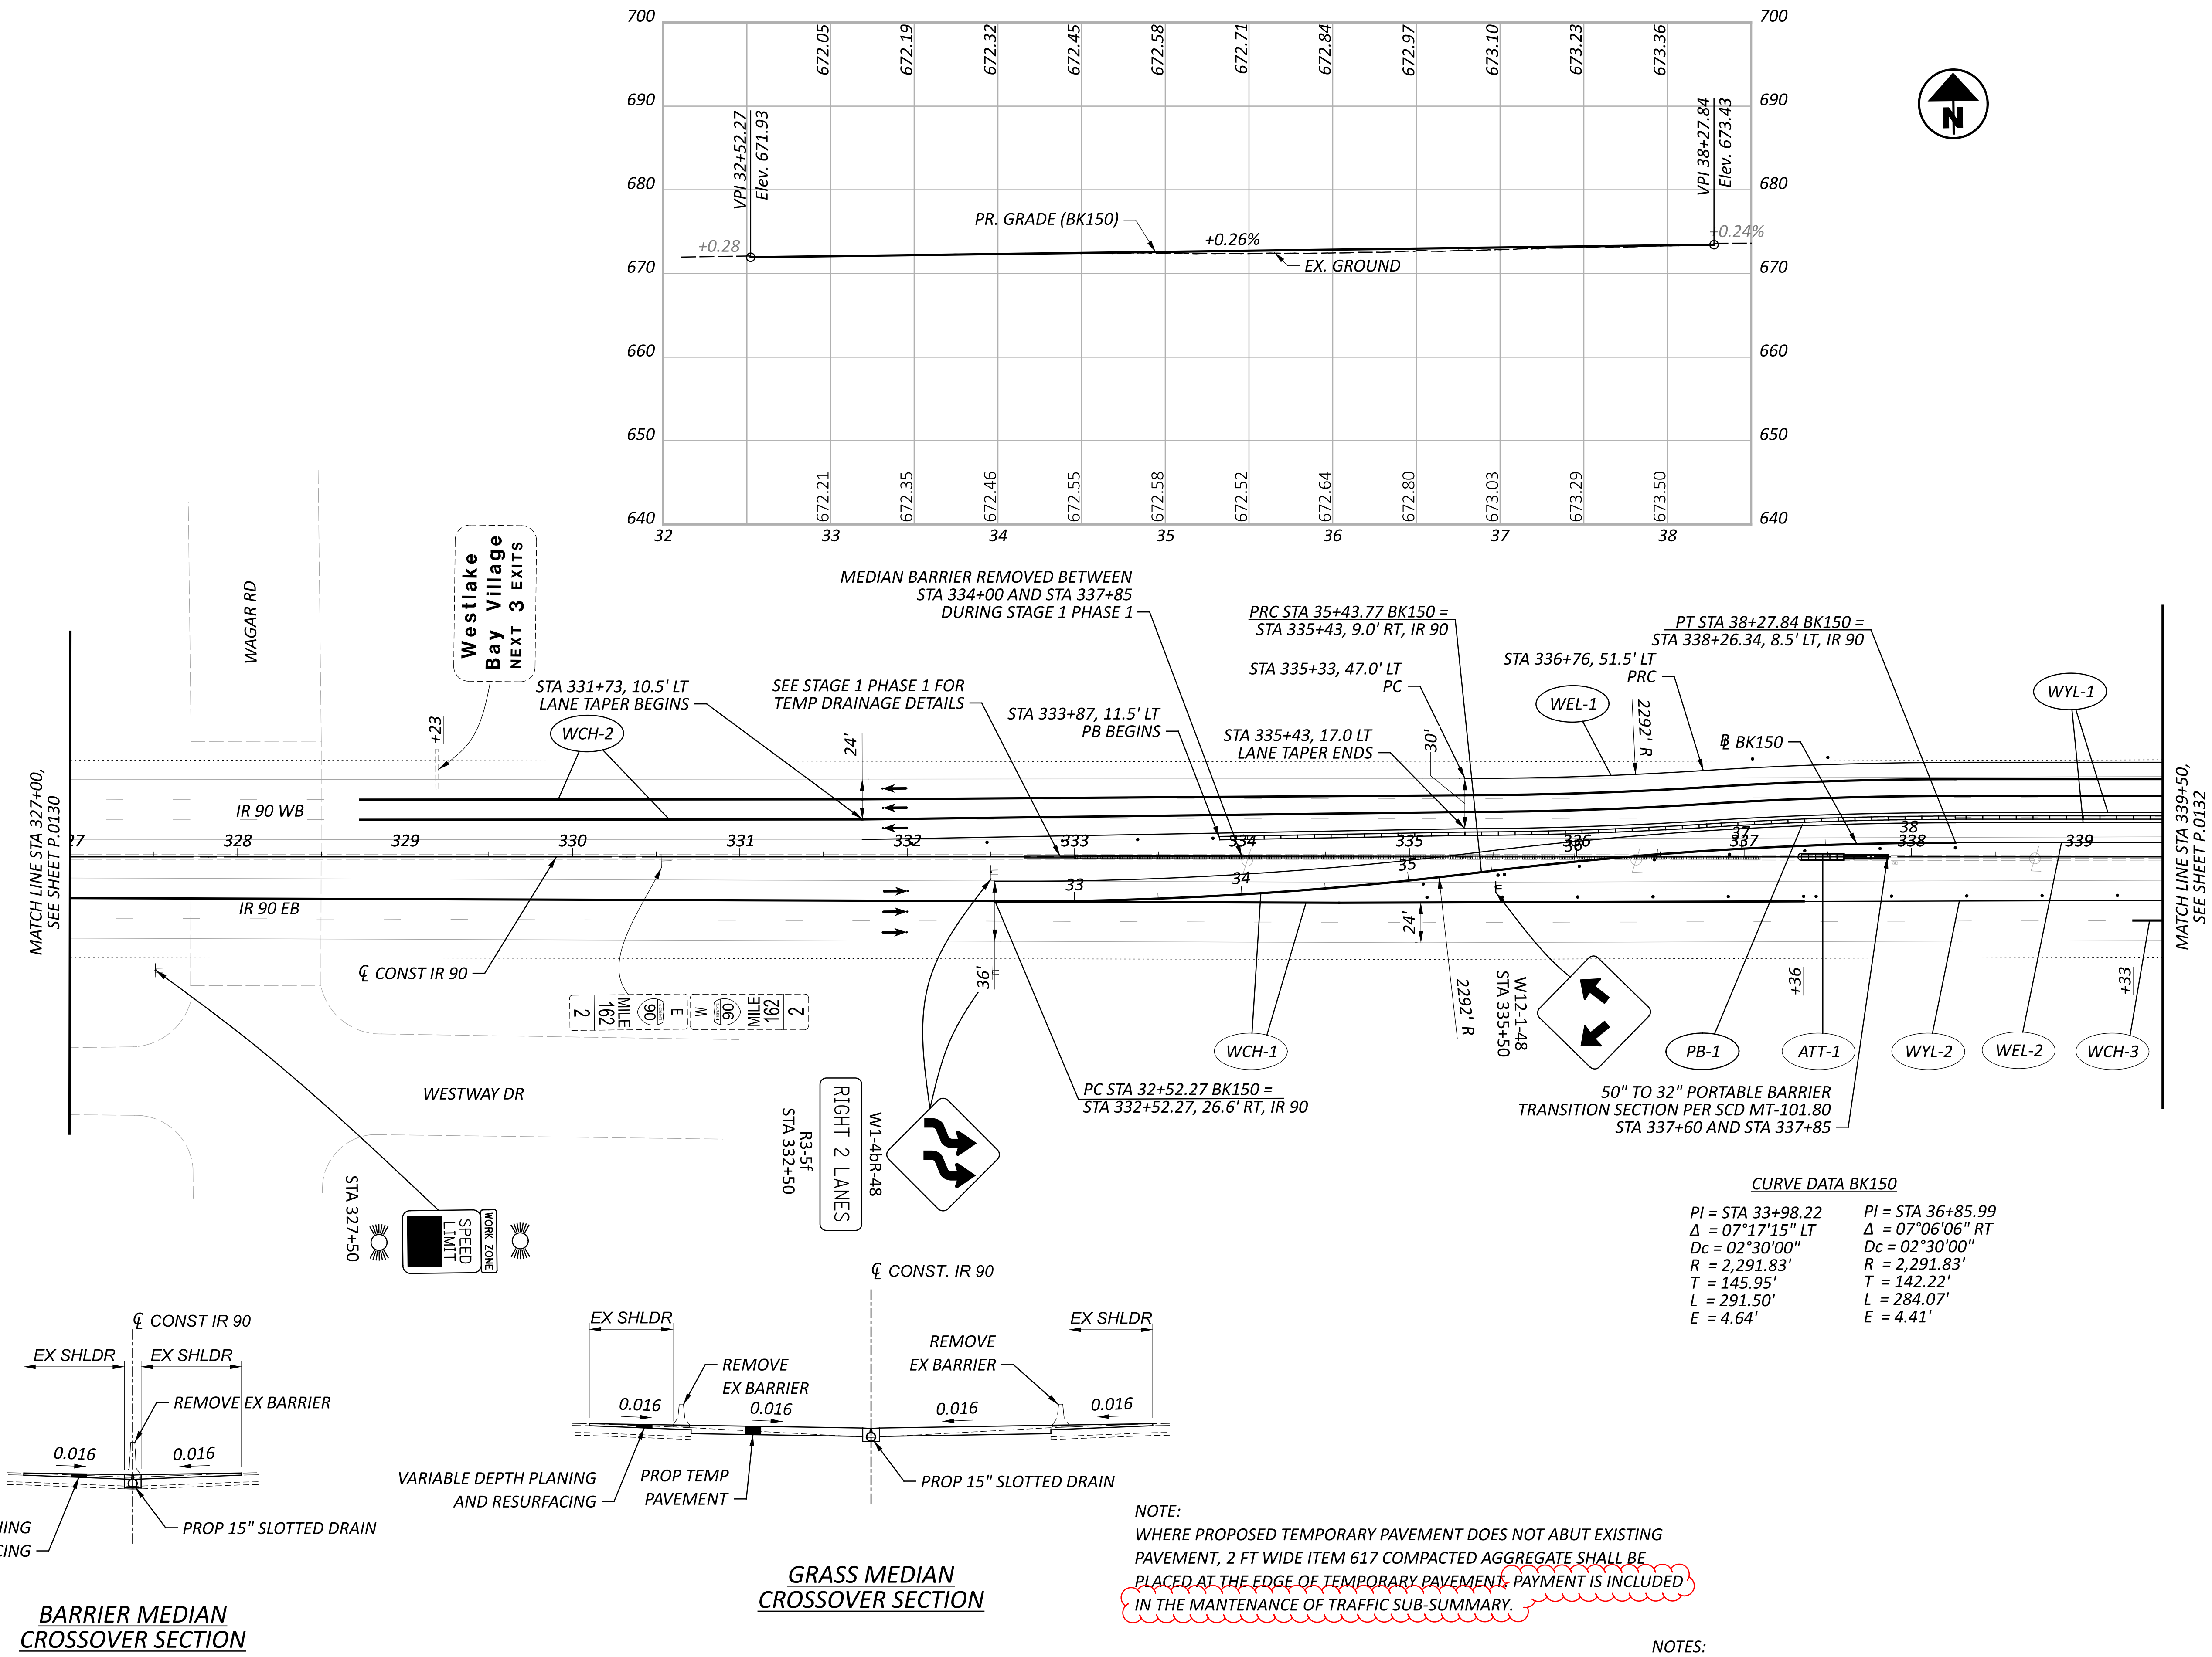 700
700
672.05
672.19
672.32
672.45
672.58
672.71
672.84
672.97
673.10
673.23
673.36
690
690
VPI 32+52.27
Elev. 671.93
VPI 38+27.84
Elev. 673.43
N
680
680
PR. GRADE (BK150)
+0.28
+0.26%
+0.24%
670
670
EX. GROUND
660
660
650
650
672.21
672.35
672.46
672.55
672.58
672.52
672.64
672.80
673.03
673.29
673.50
640
640
32
33
34
35
36
37
38
WAGAR RD
Westlake
Bay Village
NEXT 3 EXITS
+23
MEDIAN BARRIER REMOVED BETWEEN
STA 334+00 AND STA 337+85
DURING STAGE 1 PHASE 1
PRC STA 35+43.77 BK150 =
STA 335+43, 9.0' RT, IR 90
PT STA 38+27.84 BK150 =
STA 338+26.34, 8.5' LT, IR 90
STA 331+73, 10.5' LT
LANE TAPER BEGINS
SEE STAGE 1 PHASE 1 FOR
TEMP DRAINAGE DETAILS
STA 335+33, 47.0' LT
PC
STA 336+76, 51.5' LT
PRC
WCH-2
STA 333+87, 11.5' LT
PB BEGINS
STA 335+43, 17.0 LT
LANE TAPER ENDS
WEL-1
2292' R
WYL-1
24'
30'
℄ BK150
MATCH LINE STA 327+00,
SEE SHEET P.0130
MATCH LINE STA 339+50,
SEE SHEET P.0132
IR 90 WB
27
328
329
330
331
332
333
334
335
336
337
338
339
33
34
35
36
37
38
IR 90 EB
℄ CONST IR 90
24'
36'
2292' R
+36
+33
2
162
MILE
90
E
W
90
MILE
162
2
W12-1-48
STA 335+50
WCH-1
PB-1
ATT-1
WYL-2
WEL-2
WCH-3
WESTWAY DR
PC STA 32+52.27 BK150 =
STA 332+52.27, 26.6' RT, IR 90
50" TO 32" PORTABLE BARRIER
TRANSITION SECTION PER SCD MT-101.80
STA 337+60 AND STA 337+85
W1-4bR-48
RIGHT 2 LANES
R3-5f
STA 332+50
WORK ZONE
SPEED
LIMIT
STA 327+50
CURVE DATA BK150
PI = STA 33+98.22
Δ = 07°17'15" LT
Dc = 02°30'00"
R = 2,291.83'
T = 145.95'
L = 291.50'
E = 4.64'
PI = STA 36+85.99
Δ = 07°06'06" RT
Dc = 02°30'00"
R = 2,291.83'
T = 142.22'
L = 284.07'
E = 4.41'
℄ CONST IR 90
EX SHLDR
EX SHLDR
REMOVE EX BARRIER
0.016
0.016
PROP 15" SLOTTED DRAIN
NING
CING
BARRIER MEDIAN
CROSSOVER SECTION
℄ CONST. IR 90
EX SHLDR
EX SHLDR
REMOVE
EX BARRIER
REMOVE
EX BARRIER
0.016
0.016
0.016
0.016
VARIABLE DEPTH PLANING
AND RESURFACING
PROP TEMP
PAVEMENT
PROP 15" SLOTTED DRAIN
GRASS MEDIAN
CROSSOVER SECTION
NOTE:
WHERE PROPOSED TEMPORARY PAVEMENT DOES NOT ABUT EXISTING
PAVEMENT, 2 FT WIDE ITEM 617 COMPACTED AGGREGATE SHALL BE
PLACED AT THE EDGE OF TEMPORARY PAVEMENT. PAYMENT IS INCLUDED
IN THE MANTENANCE OF TRAFFIC SUB-SUMMARY.
NOTES: